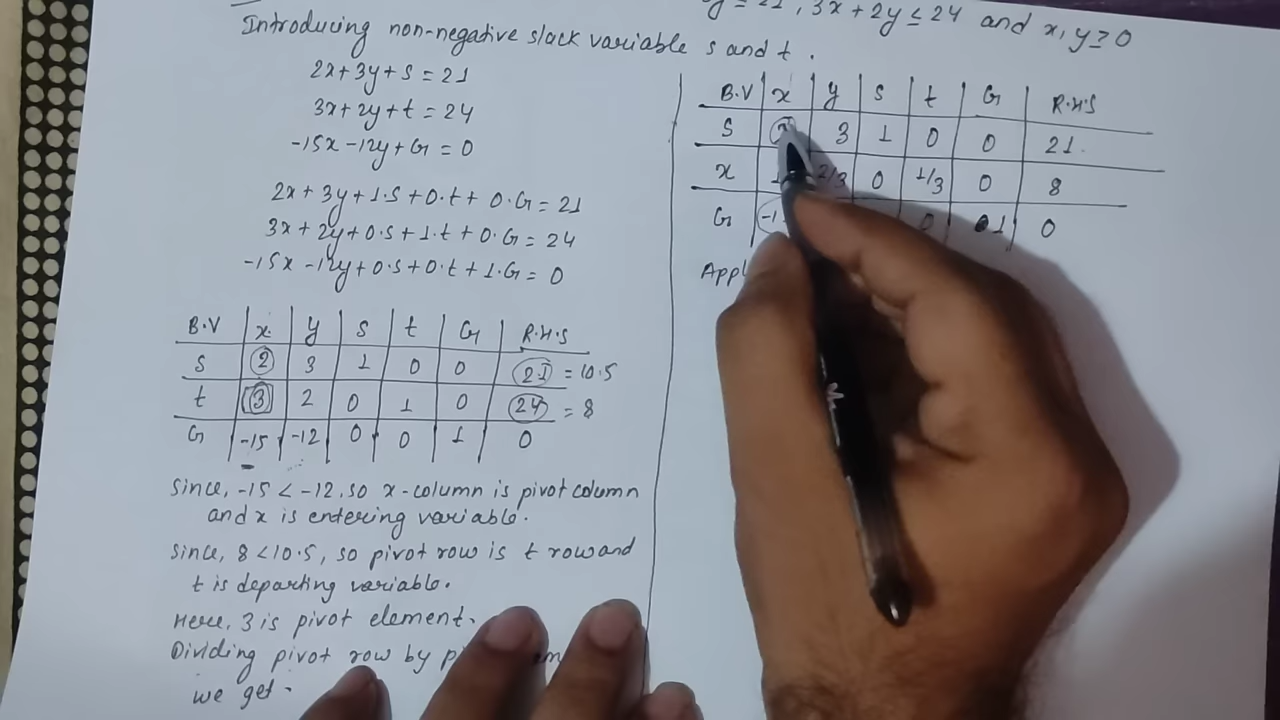 , 3x + 2y ≤ 24 and x, y ≥ 0
Introducing non-negative slack variable s and t.
2x + 3y + s = 21
3x + 2y + t = 24
-15x - 12y + G = 0
2x + 3y + 1.s + 0.t + 0.G = 21
3x + 2y + 0.s + 1.t + 0.G = 24
-15x - 12y + 0.s + 0.t + 1.G = 0
B.V x y s t G R.H.S
s 2 3 1 0 0 21 = 10.5
t 3 2 0 1 0 24 = 8
G -15 -12 0 0 1 0
Since, -15 < -12, so x-column is pivot column
and x is entering variable.
Since, 8 < 10.5, so pivot row is t row and
t is departing variable.
Here, 3 is pivot element.
Dividing pivot row by
we get.
B.V x y s t G R.H.S
s 3 1 0 0 21.
x 2/3 0 1/3 0 8
G 0 1 0